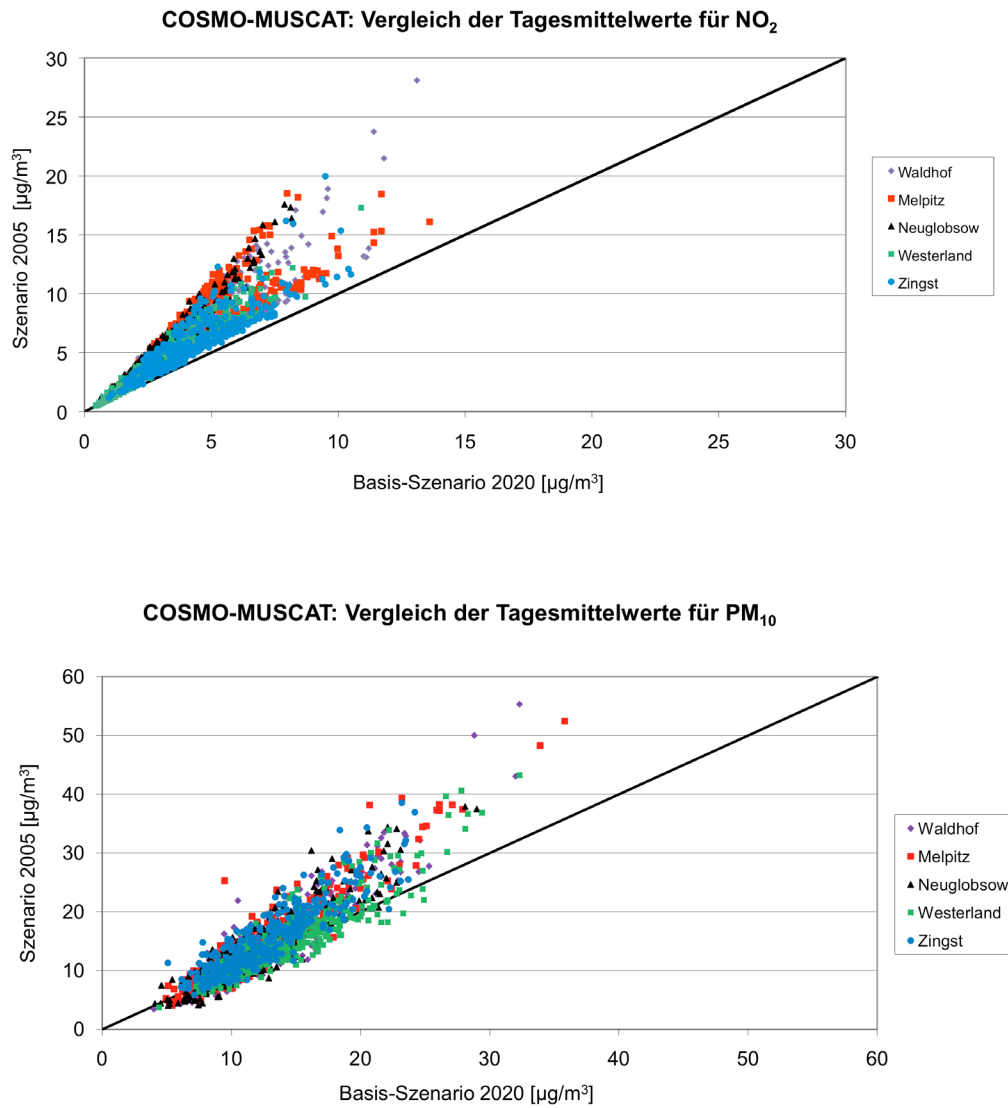 COSMO-MUSCAT: Vergleich der Tagesmittelwerte für NO₂
30
25
20
15
10
5
0
Szenario 2005 [µg/m³]
0 5 10 15 20 25 30
Basis-Szenario 2020 [µg/m³]
Waldhof
Melpitz
Neuglobsow
Westerland
Zingst
COSMO-MUSCAT: Vergleich der Tagesmittelwerte für PM₁₀
60
50
40
30
20
10
0
Szenario 2005 [µg/m³]
0 10 20 30 40 50 60
Basis-Szenario 2020 [µg/m³]
Waldhof
Melpitz
Neuglobsow
Westerland
Zingst